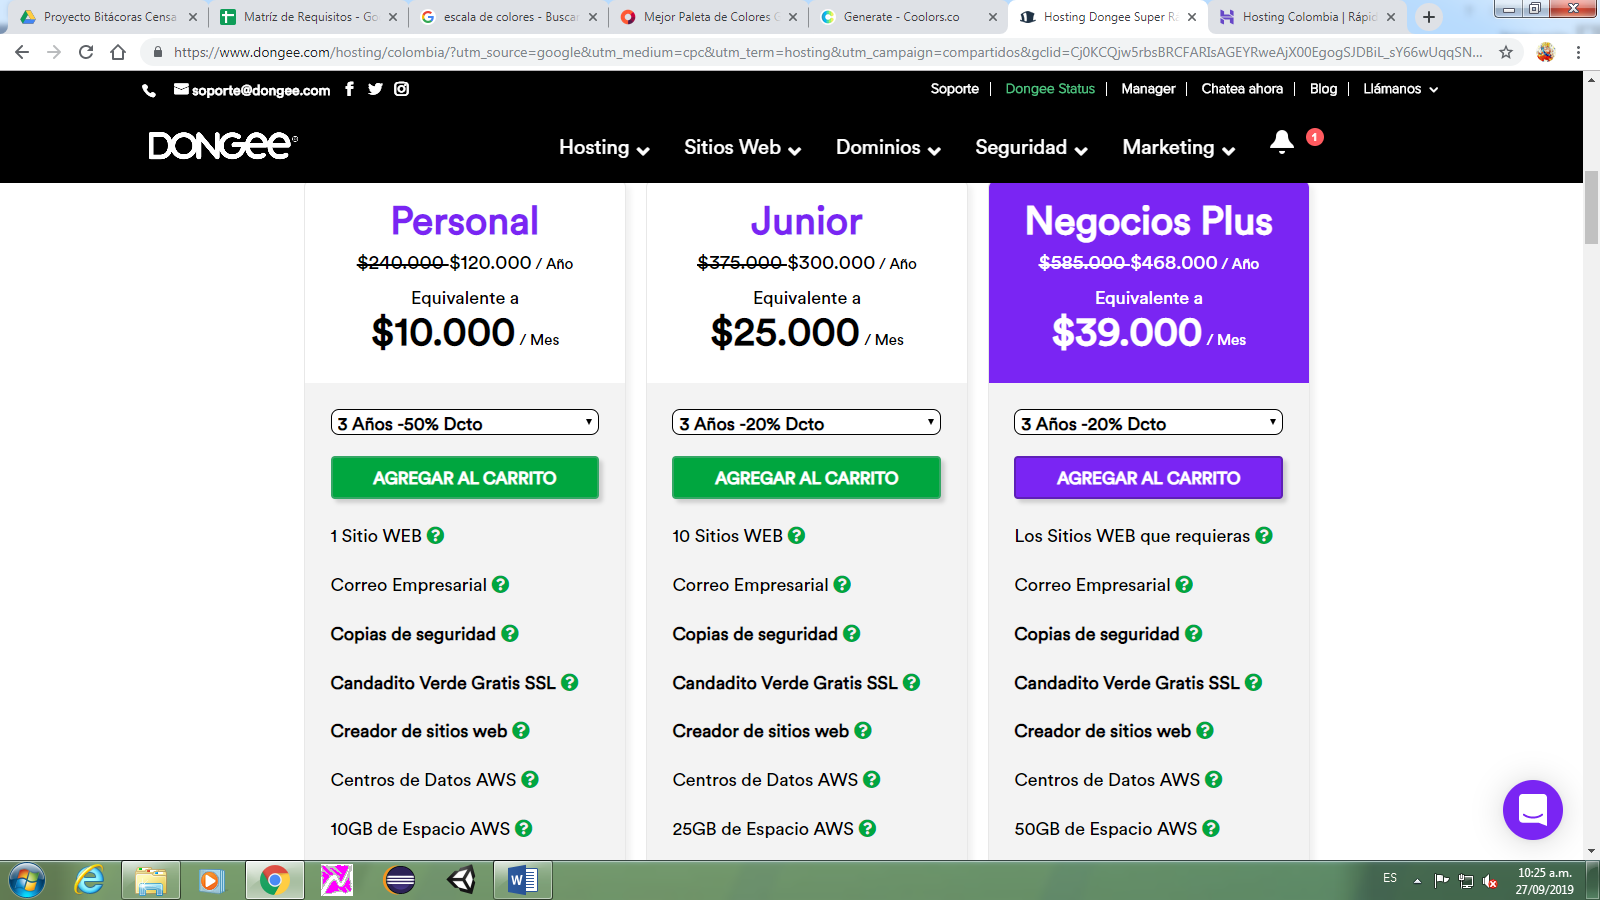 Proyecto Bitácoras Censa
Matríz de Requisitos - Go
escala de colores - Buscar
Mejor Paleta de Colores G
Generate - Coolors.co
Hosting Dongee Super Ra
Hosting Colombia | Rápid
https://www.dongee.com/hosting/colombia/?utm_source=google&utm_medium=cpc&utm_term=hosting&utm_campaign=compartidos&gclid=Cj0KCQjw5rbsBRCFARIsAGEYRweAjX00EgogSJDBiL_sY66wUqqSN...
soporte@dongee.com
Soporte | Dongee Status | Manager | Chatea ahora | Blog | Llámanos
DONGEE®
Hosting Sitios Web Dominios Seguridad Marketing 1
Personal
$240.000 $120.000 / Año
Equivalente a
$10.000 / Mes
3 Años -50% Dcto
AGREGAR AL CARRITO
1 Sitio WEB ?
Correo Empresarial ?
Copias de seguridad ?
Candadito Verde Gratis SSL ?
Creador de sitios web ?
Centros de Datos AWS ?
10GB de Espacio AWS ?
Junior
$375.000 $300.000 / Año
Equivalente a
$25.000 / Mes
3 Años -20% Dcto
AGREGAR AL CARRITO
10 Sitios WEB ?
Correo Empresarial ?
Copias de seguridad ?
Candadito Verde Gratis SSL ?
Creador de sitios web ?
Centros de Datos AWS ?
25GB de Espacio AWS ?
Negocios Plus
$585.000 $468.000 / Año
Equivalente a
$39.000 / Mes
3 Años -20% Dcto
AGREGAR AL CARRITO
Los Sitios WEB que requieras ?
Correo Empresarial ?
Copias de seguridad ?
Candadito Verde Gratis SSL ?
Creador de sitios web ?
Centros de Datos AWS ?
50GB de Espacio AWS ?
ES
10:25 a.m.
27/09/2019